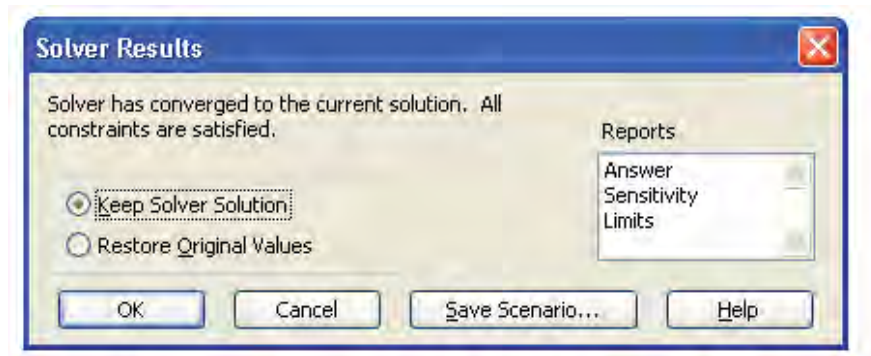 Solver Results
Solver has converged to the current solution. All
constraints are satisfied.
Reports
Answer
Sensitivity
Limits
Keep Solver Solution
Restore Original Values
OK
Cancel
Save Scenario...
Help